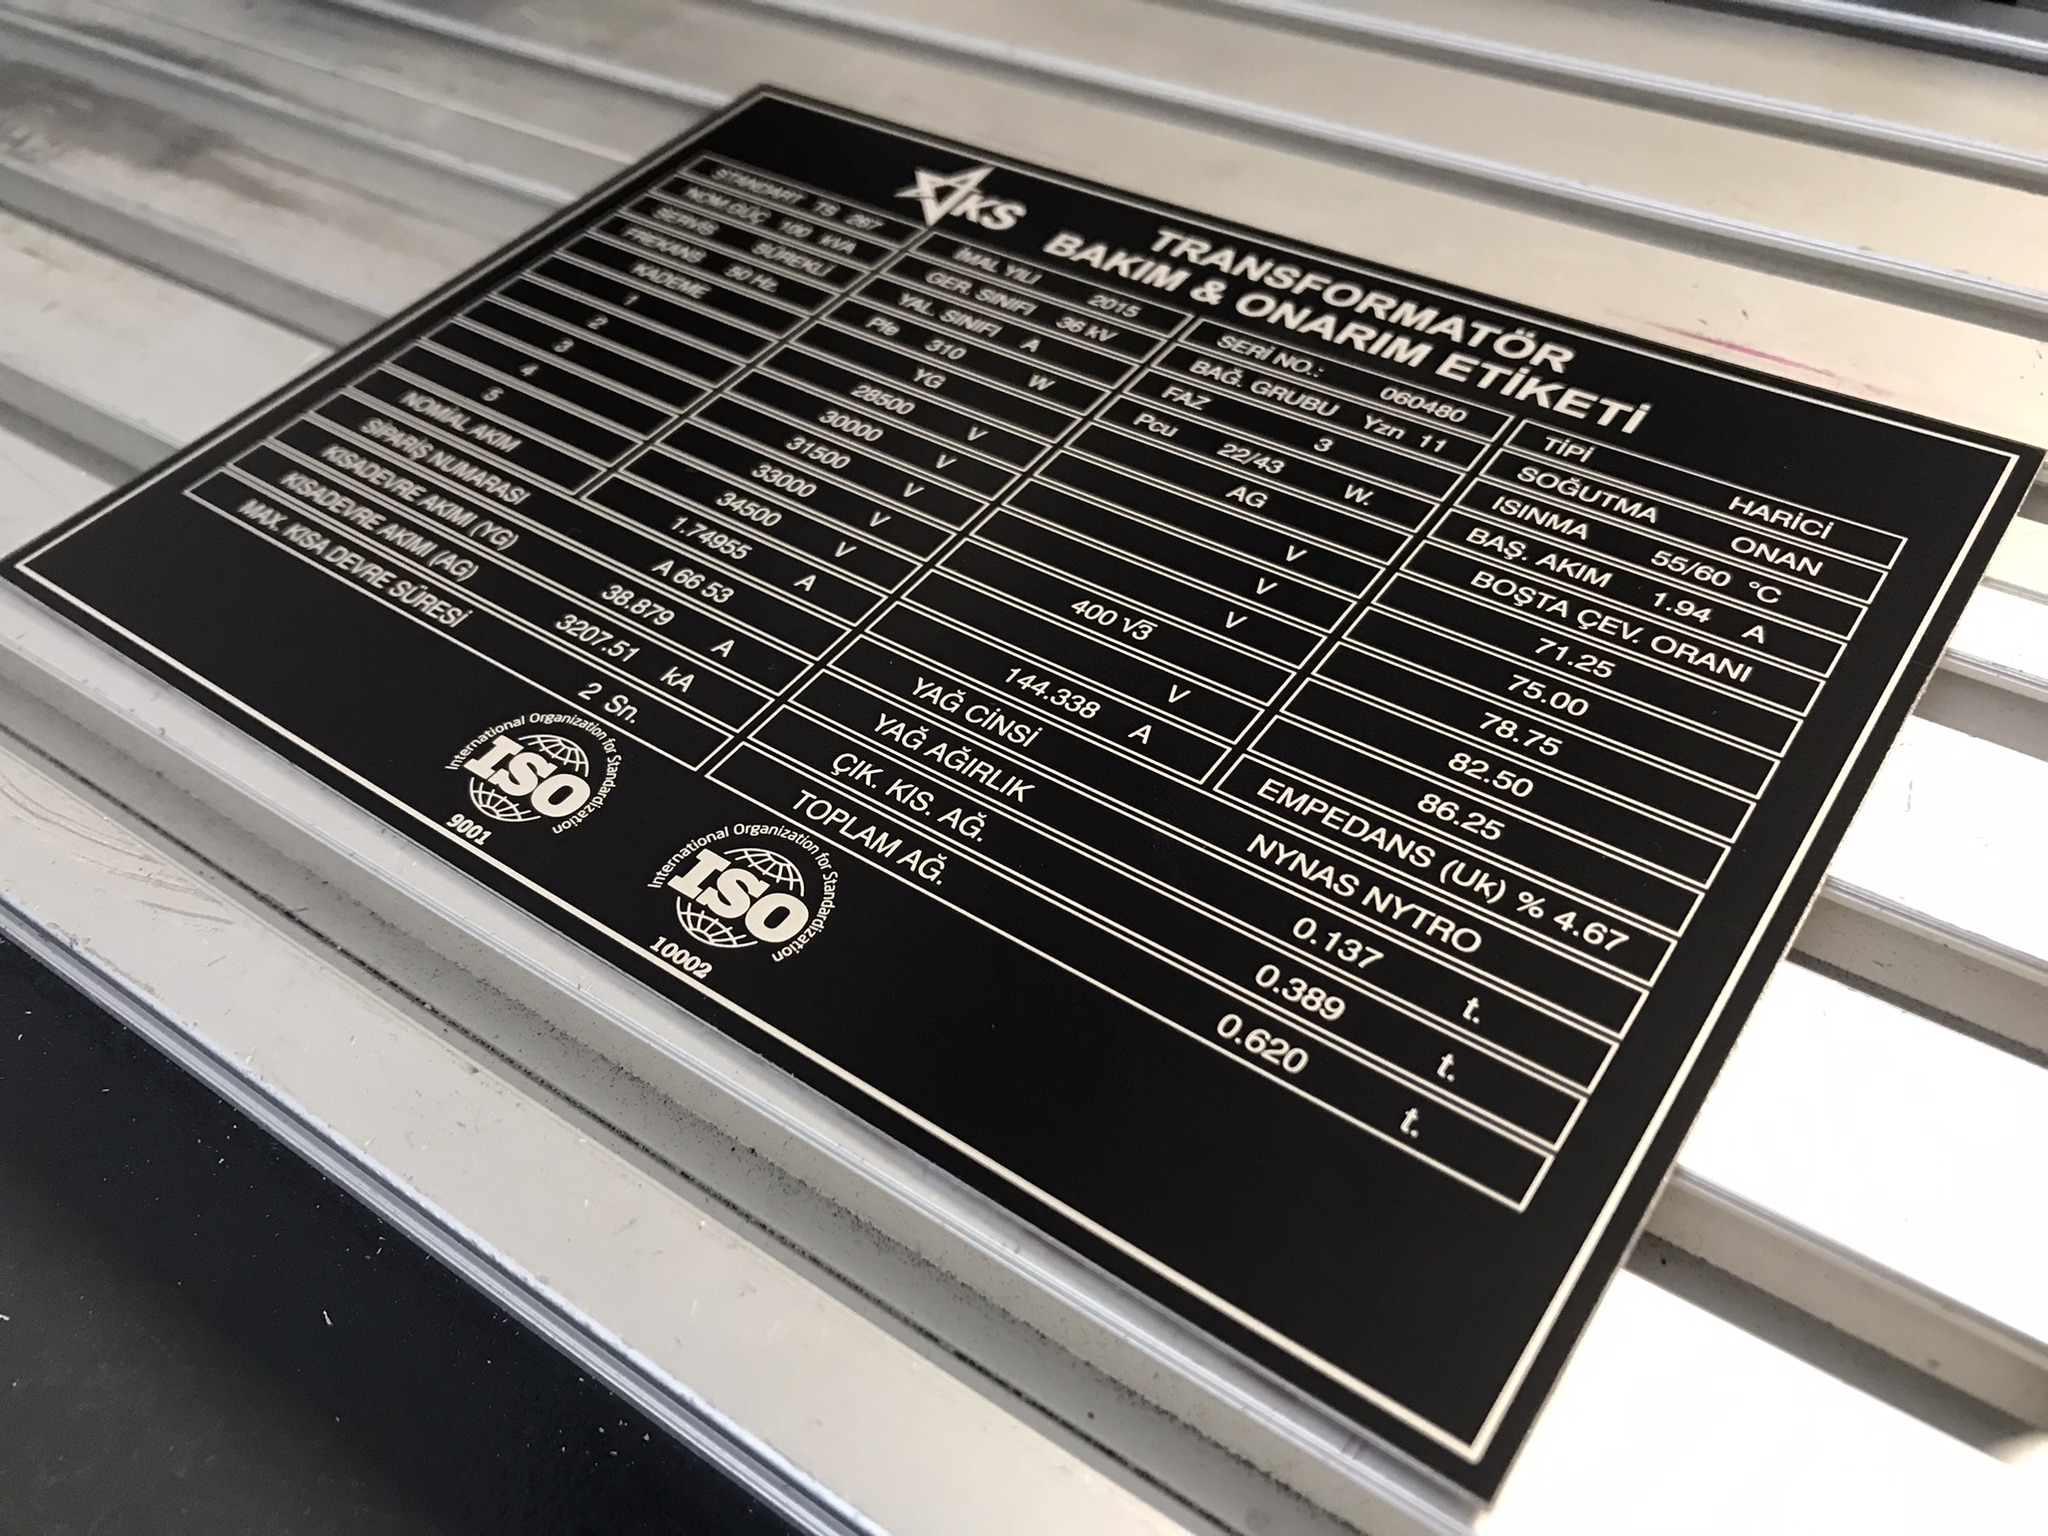 AKS TRANSFORMATÖR
BAKIM & ONARIM ETİKETİ
STANDART TS 267 İMAL YILI 2015 SERİ NO.: 060480 TİPİ HARİCİ
NOM.GÜÇ 100 kVA GER. SINIFI 36 kV BAĞ. GRUBU Yzn 11 SOĞUTMA ONAN
SERVİS SÜREKLİ YAL. SINIFI A FAZ 3 ISINMA 55/60 °C
FREKANS 50 Hz. Pfe 310 W Pcu 22/43 W. BAŞ. AKIM 1.94 A
KADEME YG AG BOŞTA ÇEV. ORANI
1 28500 V V 71.25
2 30000 V V 75.00
3 31500 V V 78.75
4 33000 V 400 √3 82.50
5 34500 V V 86.25
NOMİAL AKIM 1.74955 A 144.338 A EMPEDANS (Uk) % 4.67
SİPARİŞ NUMARASI A 66 53 YAĞ CİNSİ NYNAS NYTRO
KISADEVRE AKIMI (YG) 38.879 A YAĞ AĞIRLIK 0.137 t.
KISADEVRE AKIMI (AG) 3207.51 kA ÇIK. KIS. AĞ. 0.389 t.
MAX. KISA DEVRE SÜRESİ 2 Sn. TOPLAM AĞ. 0.620 t.
International Organization for Standardization
ISO
9001
International Organization for Standardization
ISO
10002